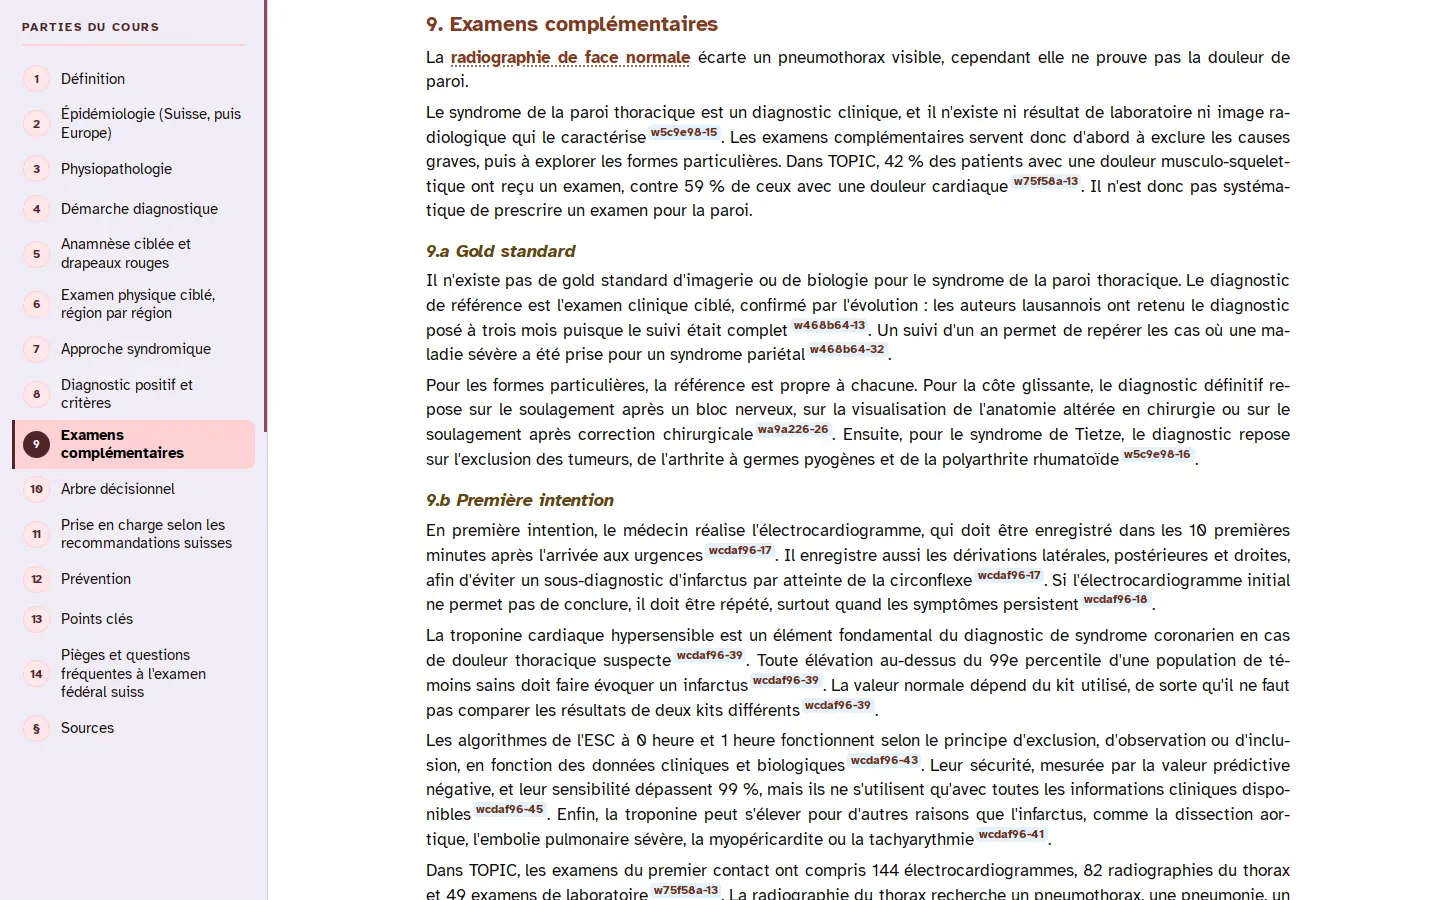 PARTIES DU COURS
1 Définition
2 Épidémiologie (Suisse, puis
Europe)
3 Physiopathologie
4 Démarche diagnostique
5 Anamnèse ciblée et
drapeaux rouges
6 Examen physique ciblé,
région par région
7 Approche syndromique
8 Diagnostic positif et
critères
9 Examens
complémentaires
10 Arbre décisionnel
11 Prise en charge selon les
recommandations suisses
12 Prévention
13 Points clés
14 Pièges et questions
fréquentes à l'examen
fédéral suiss
§ Sources
9. Examens complémentaires
La radiographie de face normale écarte un pneumothorax visible, cependant elle ne prouve pas la douleur de
paroi.
Le syndrome de la paroi thoracique est un diagnostic clinique, et il n'existe ni résultat de laboratoire ni image ra-
diologique qui le caractérise w5c9e98-15. Les examens complémentaires servent donc d'abord à exclure les causes
graves, puis à explorer les formes particulières. Dans TOPIC, 42 % des patients avec une douleur musculo-squelet-
tique ont reçu un examen, contre 59 % de ceux avec une douleur cardiaque w75f58a-13. Il n'est donc pas systéma-
tique de prescrire un examen pour la paroi.
9.a Gold standard
Il n'existe pas de gold standard d'imagerie ou de biologie pour le syndrome de la paroi thoracique. Le diagnostic
de référence est l'examen clinique ciblé, confirmé par l'évolution : les auteurs lausannois ont retenu le diagnostic
posé à trois mois puisque le suivi était complet w468b64-13. Un suivi d'un an permet de repérer les cas où une ma-
ladie sévère a été prise pour un syndrome pariétal w468b64-32.
Pour les formes particulières, la référence est propre à chacune. Pour la côte glissante, le diagnostic définitif re-
pose sur le soulagement après un bloc nerveux, sur la visualisation de l'anatomie altérée en chirurgie ou sur le
soulagement après correction chirurgicale wa9a226-26. Ensuite, pour le syndrome de Tietze, le diagnostic repose
sur l'exclusion des tumeurs, de l'arthrite à germes pyogènes et de la polyarthrite rhumatoïde w5c9e98-16.
9.b Première intention
En première intention, le médecin réalise l'électrocardiogramme, qui doit être enregistré dans les 10 premières
minutes après l'arrivée aux urgences wcdaf96-17. Il enregistre aussi les dérivations latérales, postérieures et droites,
afin d'éviter un sous-diagnostic d'infarctus par atteinte de la circonflexe wcdaf96-17. Si l'électrocardiogramme initial
ne permet pas de conclure, il doit être répété, surtout quand les symptômes persistent wcdaf96-18.
La troponine cardiaque hypersensible est un élément fondamental du diagnostic de syndrome coronarien en cas
de douleur thoracique suspecte wcdaf96-39. Toute élévation au-dessus du 99e percentile d'une population de té-
moins sains doit faire évoquer un infarctus wcdaf96-39. La valeur normale dépend du kit utilisé, de sorte qu'il ne faut
pas comparer les résultats de deux kits différents wcdaf96-39.
Les algorithmes de l'ESC à 0 heure et 1 heure fonctionnent selon le principe d'exclusion, d'observation ou d'inclu-
sion, en fonction des données cliniques et biologiques wcdaf96-43. Leur sécurité, mesurée par la valeur prédictive
négative, et leur sensibilité dépassent 99 %, mais ils ne s'utilisent qu'avec toutes les informations cliniques dispo-
nibles wcdaf96-45. Enfin, la troponine peut s'élever pour d'autres raisons que l'infarctus, comme la dissection aor-
tique, l'embolie pulmonaire sévère, la myopéricardite ou la tachyarythmie wcdaf96-41.
Dans TOPIC, les examens du premier contact ont compris 144 électrocardiogrammes, 82 radiographies du thorax
et 49 examens de laboratoire w75f58a-13. La radiographie du thorax recherche un pneumothorax, une pneumonie, un